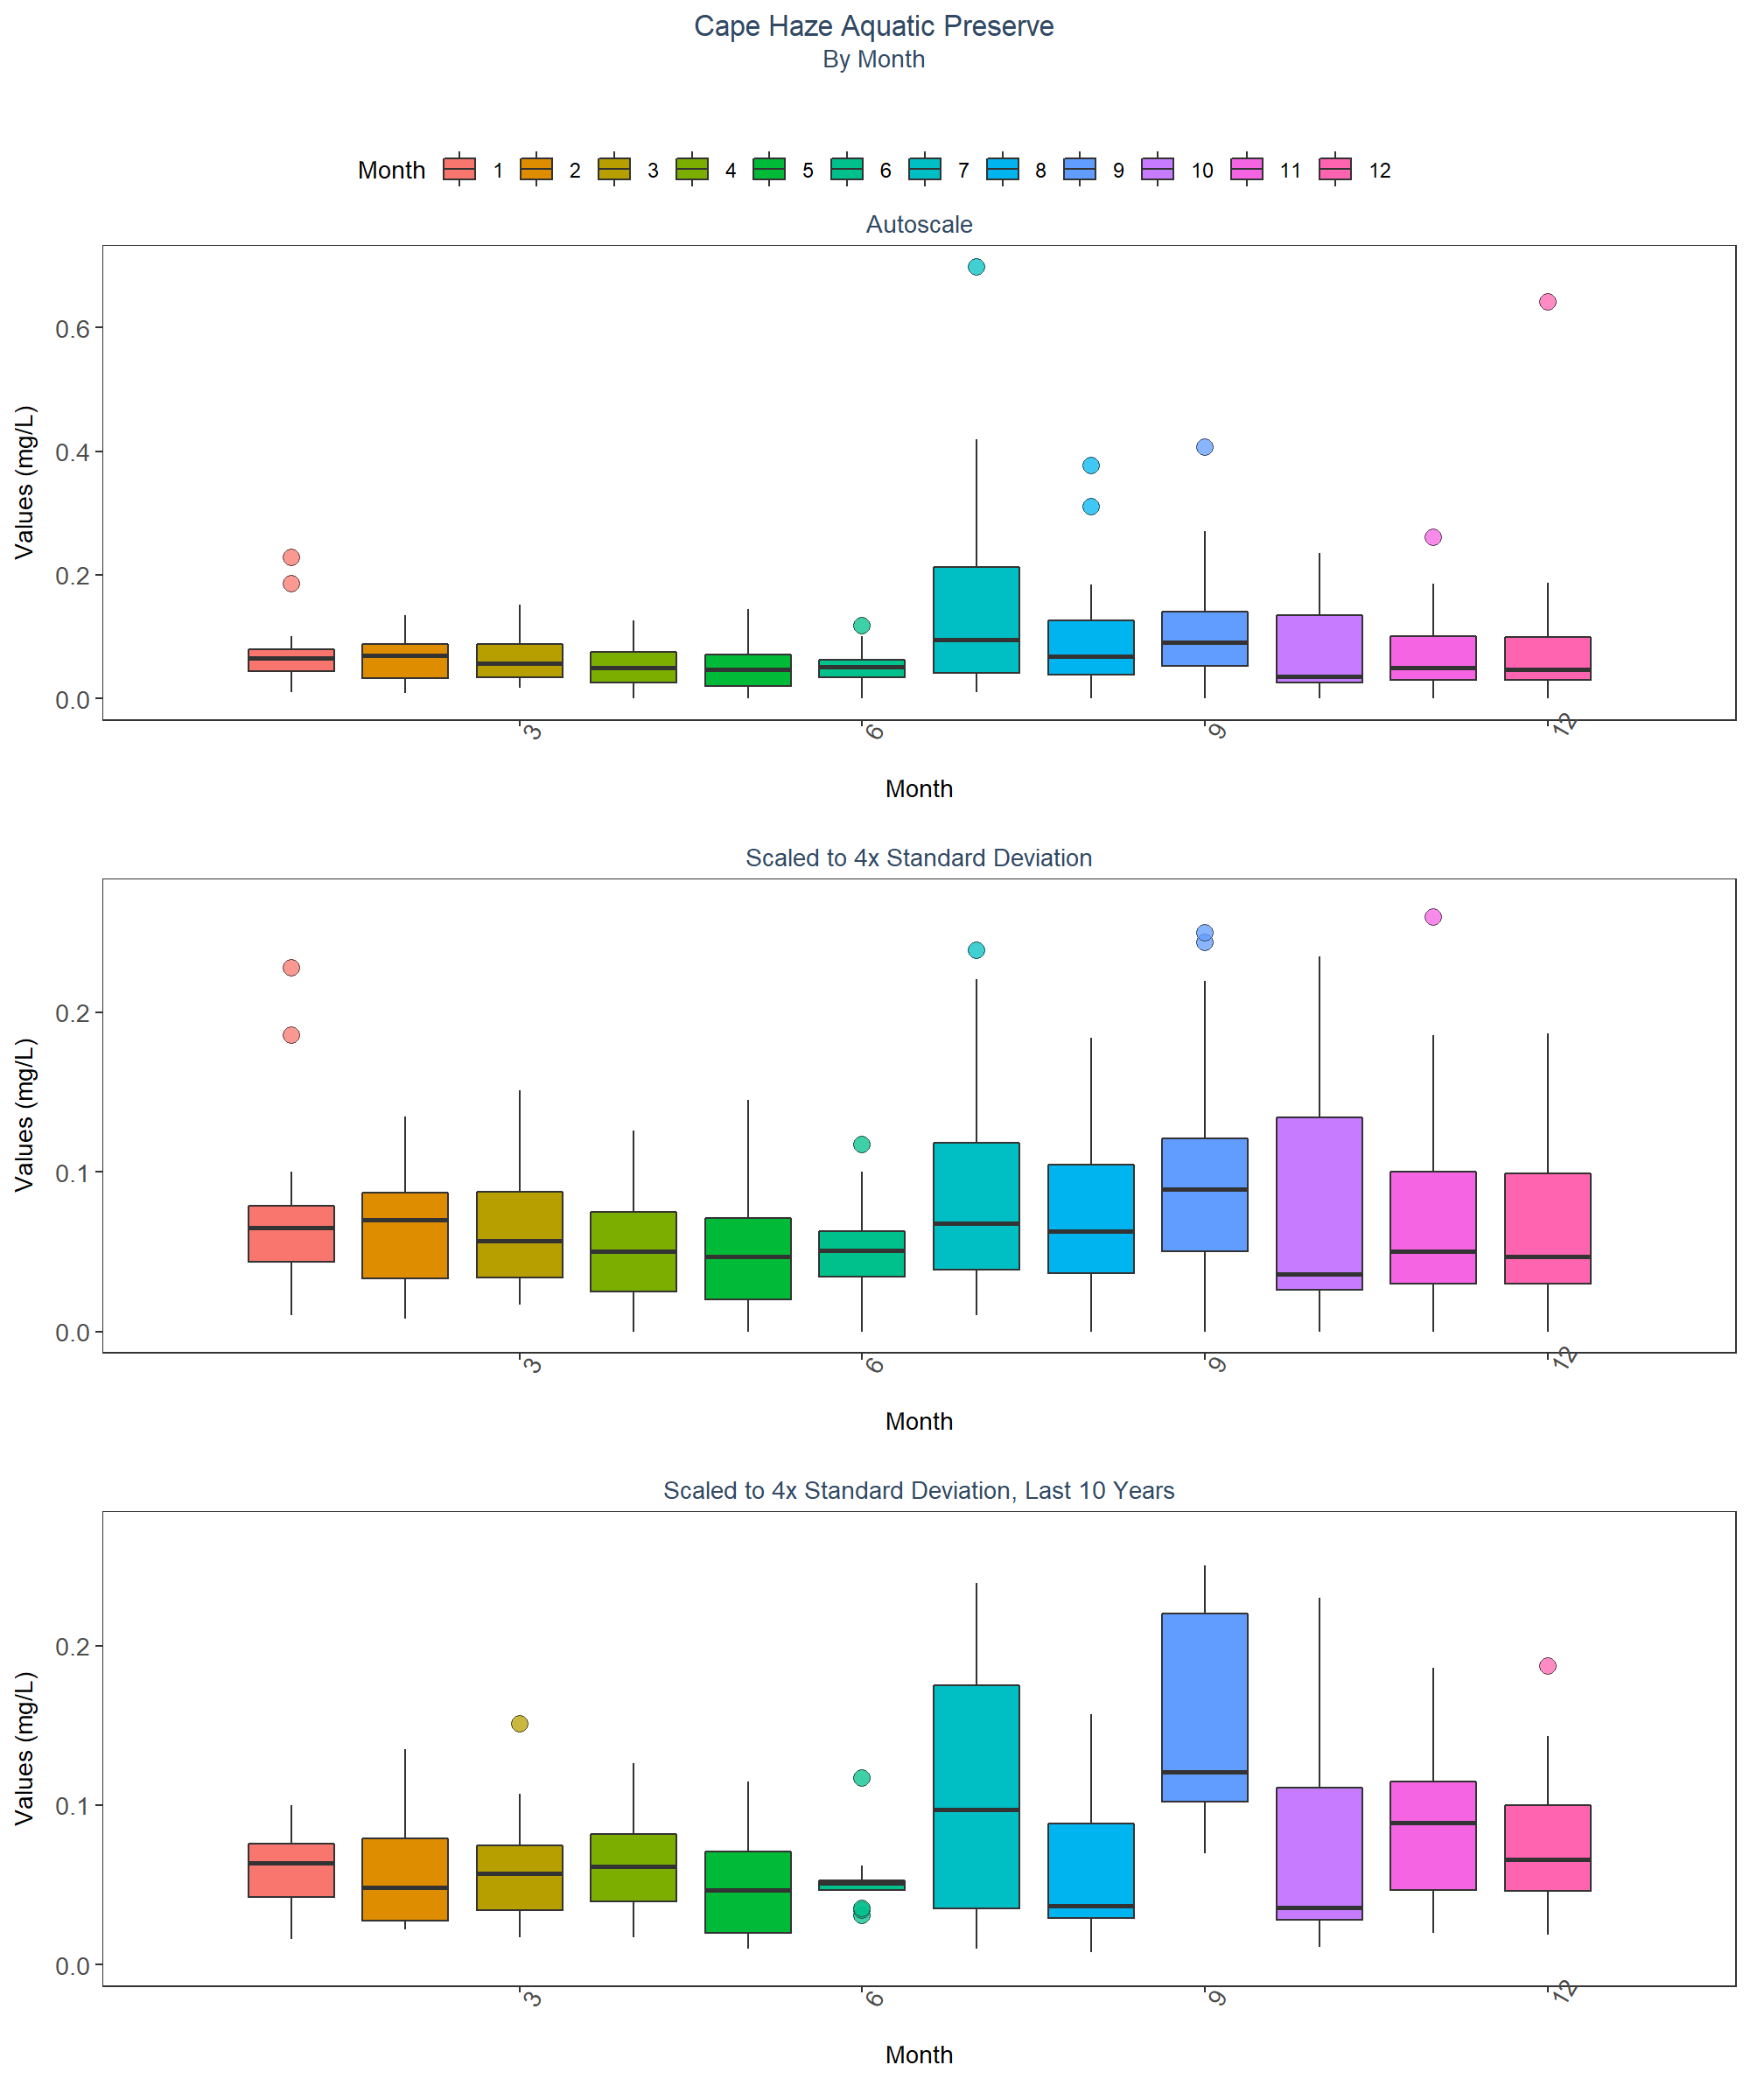 Cape Haze Aquatic Preserve
By Month
Month 1 2 3 4 5 6 7 8 9 10 11 12
Autoscale
Values (mg/L)
0.6
0.4
0.2
0.0
3 6 9 12
Month
Scaled to 4x Standard Deviation
Values (mg/L)
0.2
0.1
0.0
3 6 9 12
Month
Scaled to 4x Standard Deviation, Last 10 Years
Values (mg/L)
0.2
0.1
0.0
3 6 9 12
Month